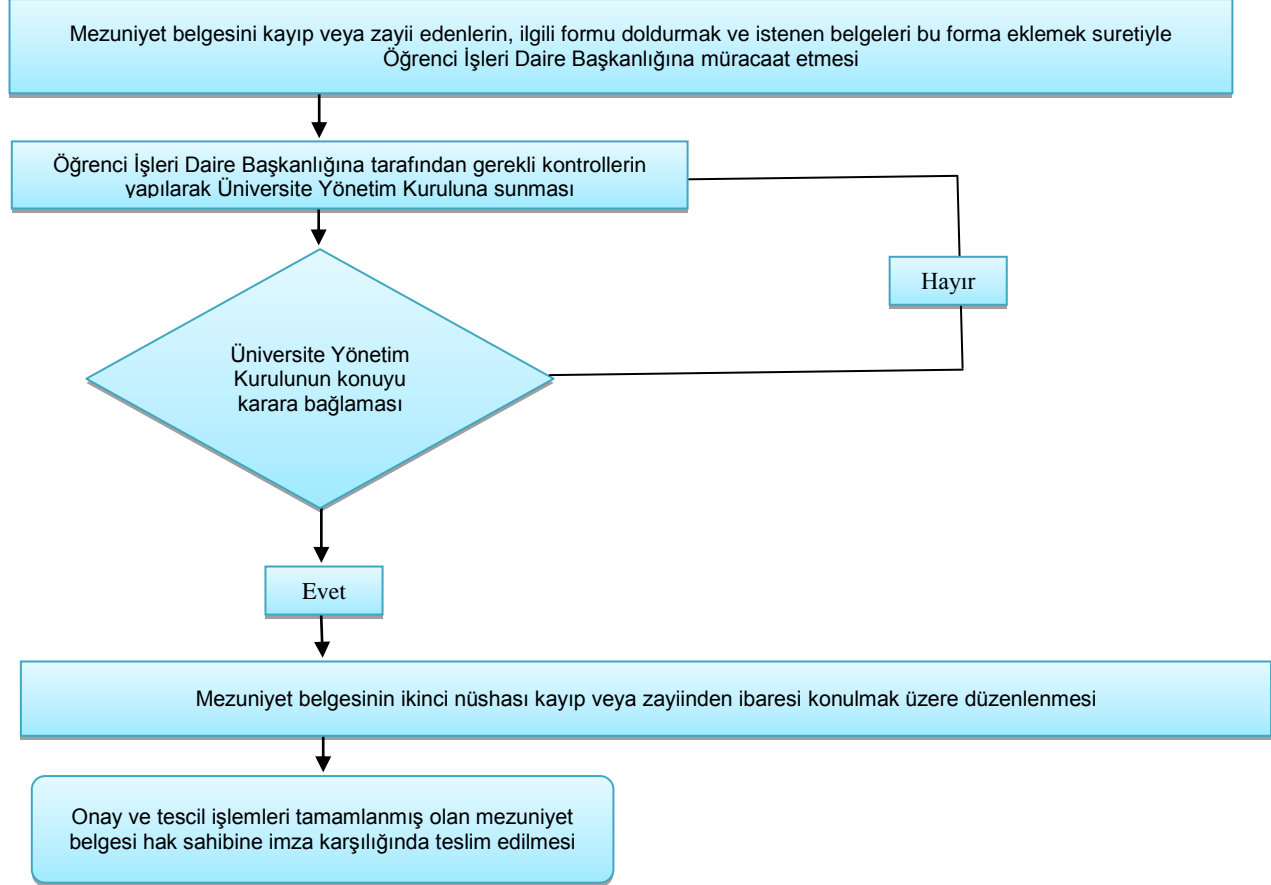 Mezuniyet belgesini kayıp veya zayii edenlerin, ilgili formu doldurmak ve istenen belgeleri bu forma eklemek suretiyle
Öğrenci İşleri Daire Başkanlığına müracaat etmesi
Öğrenci İşleri Daire Başkanlığına tarafından gerekli kontrollerin
yapılarak Üniversite Yönetim Kuruluna sunması
Hayır
Üniversite Yönetim
Kurulunun konuyu
karara bağlaması
Evet
Mezuniyet belgesinin ikinci nüshası kayıp veya zayiinden ibaresi konulmak üzere düzenlenmesi
Onay ve tescil işlemleri tamamlanmış olan mezuniyet
belgesi hak sahibine imza karşılığında teslim edilmesi